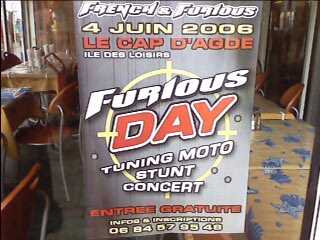 FRENCH & FURIOUS
4 JUIN 2006
LE CAP D'AGDE
ILE DES LOISIRS
FURIOUS
DAY
TUNING MOTO
STUNT
CONCERT
ENTREE GRATUITE
INFOS & INSCRIPTIONS
06 84 57 95 48